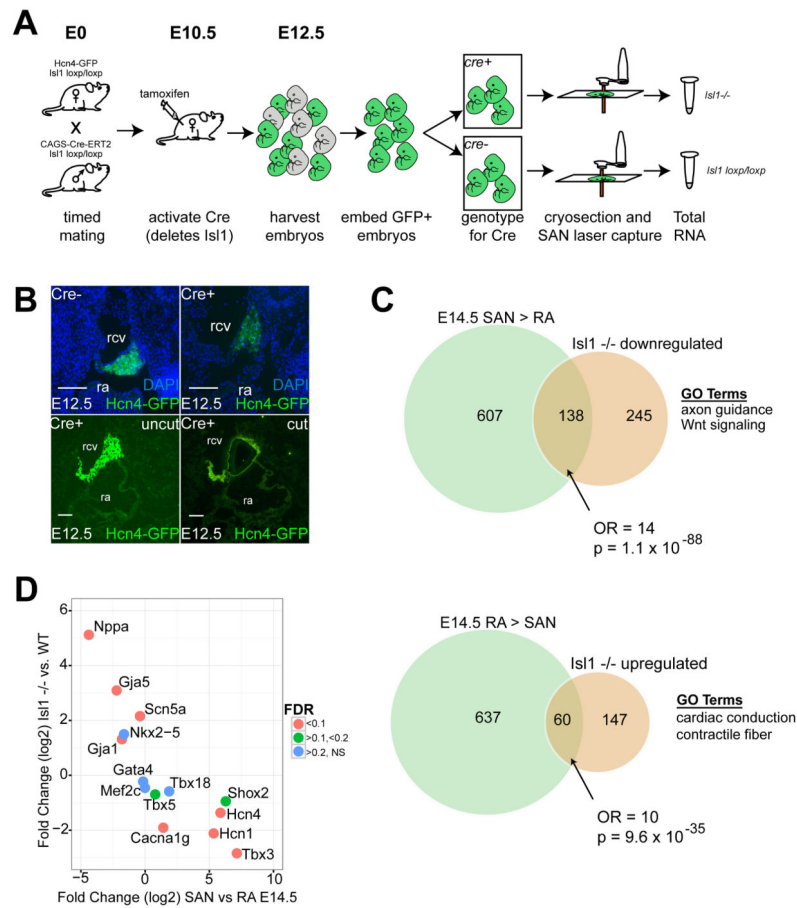 A
E0
E10.5
E12.5
Hcn4-GFP
Isl1 loxp/loxp
♀
X
CAGS-Cre-ERT2
Isl1 loxp/loxp
♂
tamoxifen
♀
cre+
cre-
Isl1-/-
Isl1 loxp/loxp
timed
mating
activate Cre
(deletes Isl1)
harvest
embryos
embed GFP+
embryos
genotype
for Cre
cryosection and
SAN laser capture
Total
RNA
B
Cre-
rcv
ra
DAPI
E12.5
Hcn4-GFP
Cre+
rcv
ra
DAPI
E12.5
Hcn4-GFP
Cre+
uncut
rcv
ra
E12.5
Hcn4-GFP
Cre+
cut
rcv
ra
E12.5
Hcn4-GFP
C
E14.5 SAN > RA
Isl1 -/- downregulated
607
138
245
GO Terms
axon guidance
Wnt signaling
OR = 14
p = 1.1 x 10-88
E14.5 RA > SAN
Isl1 -/- upregulated
637
60
147
GO Terms
cardiac conduction
contractile fiber
OR = 10
p = 9.6 x 10-35
D
Fold Change (log2) Isl1 -/- vs. WT
6
4
2
0
−2
Nppa
Gja5
Scn5a
Nkx2−5
Gja1
Gata4
Mef2c
Tbx18
Tbx5
Shox2
Hcn4
Cacna1g
Hcn1
Tbx3
−5
0
5
10
Fold Change (log2) SAN vs RA E14.5
FDR
<0.1
>0.1,<0.2
>0.2, NS